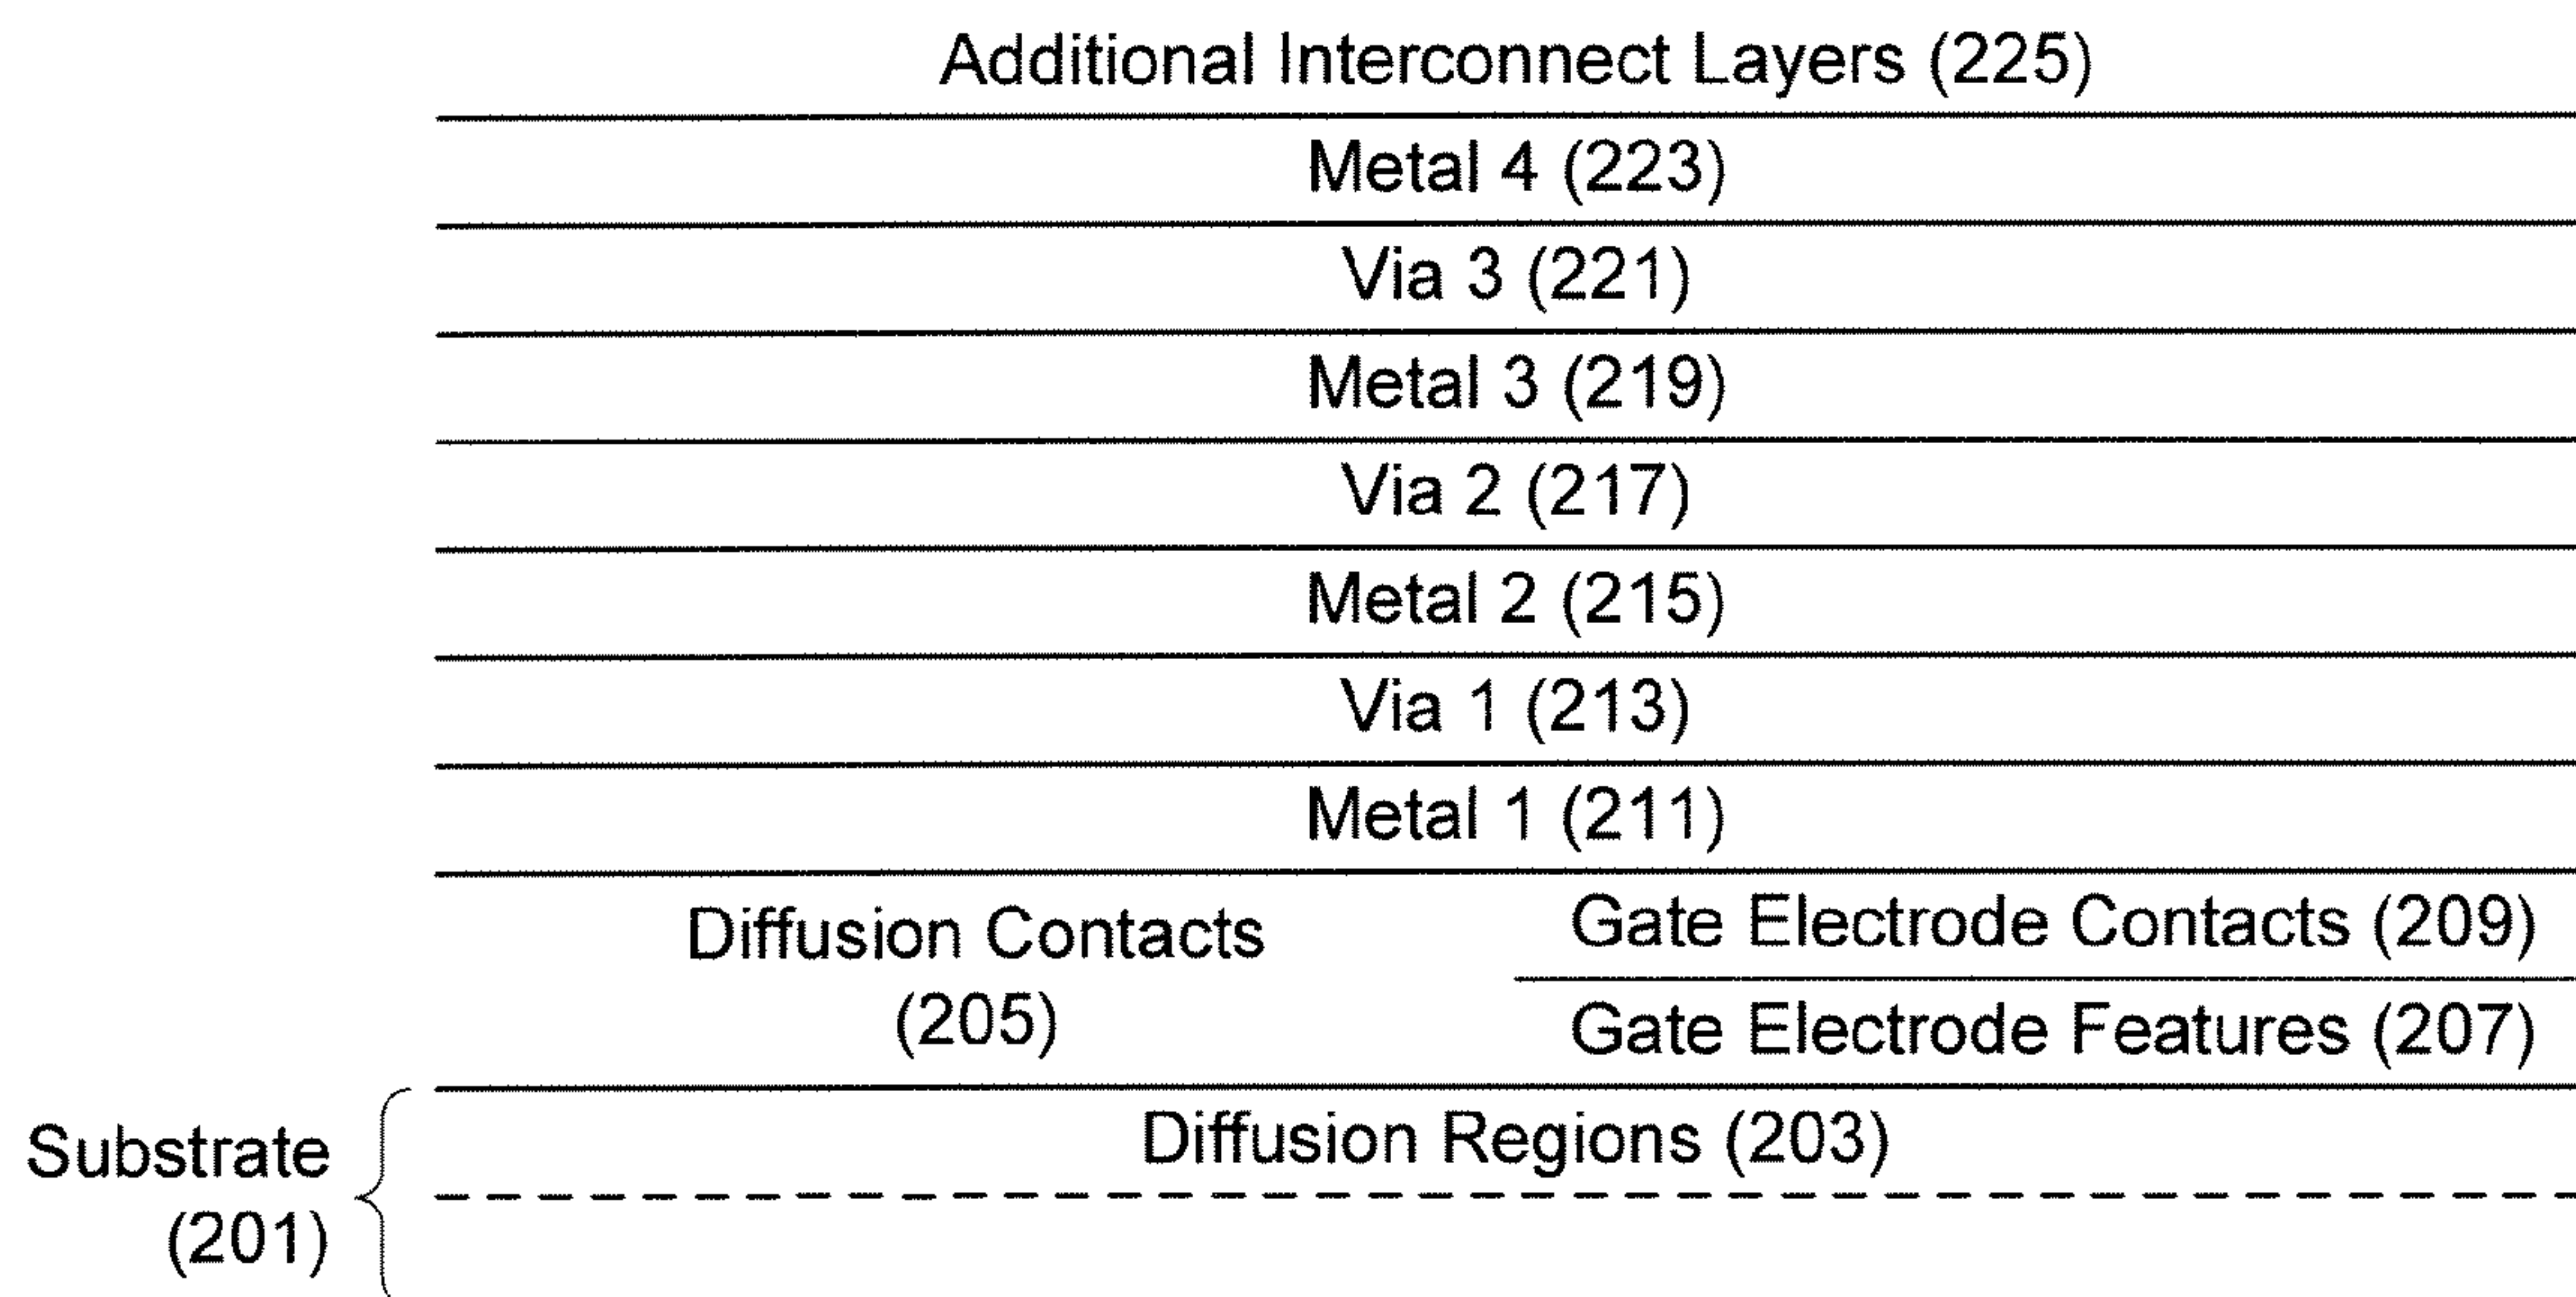 Additional Interconnect Layers (225)
Metal 4 (223)
Via 3 (221)
Metal 3 (219)
Via 2 (217)
Metal 2 (215)
Via 1 (213)
Metal 1 (211)
Diffusion Contacts
(205)
Gate Electrode Contacts (209)
Gate Electrode Features (207)
Substrate
(201)
Diffusion Regions (203)